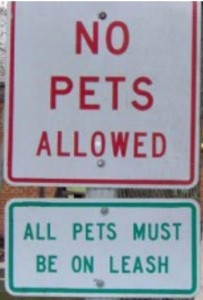 NO
PETS
ALLOWED
ALL PETS MUST
BE ON LEASH